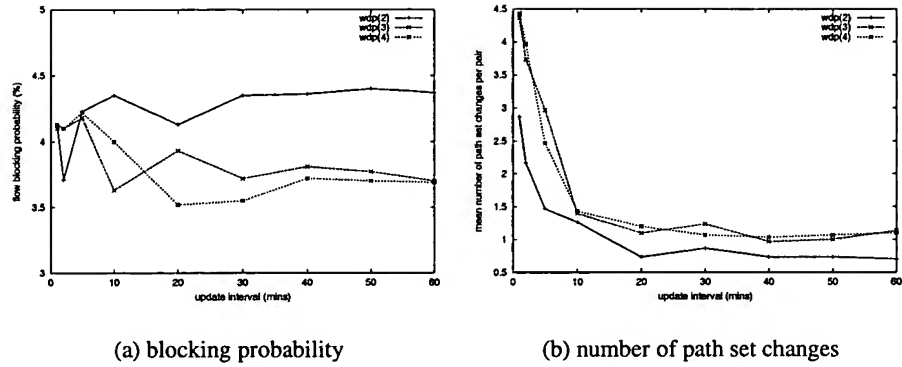 5
4.5
4
3.5
3
flow blocking probability (%)
wdp(2)
wdp(3)
wdp(4)
0
10
20
30
40
50
60
update interval (mins)
(a) blocking probability
4.5
4
3.5
3
2.5
2
1.5
1
0.5
mean number of path set changes per pair
wdp(2)
wdp(3)
wdp(4)
0
10
20
30
40
50
60
update interval (mins)
(b) number of path set changes